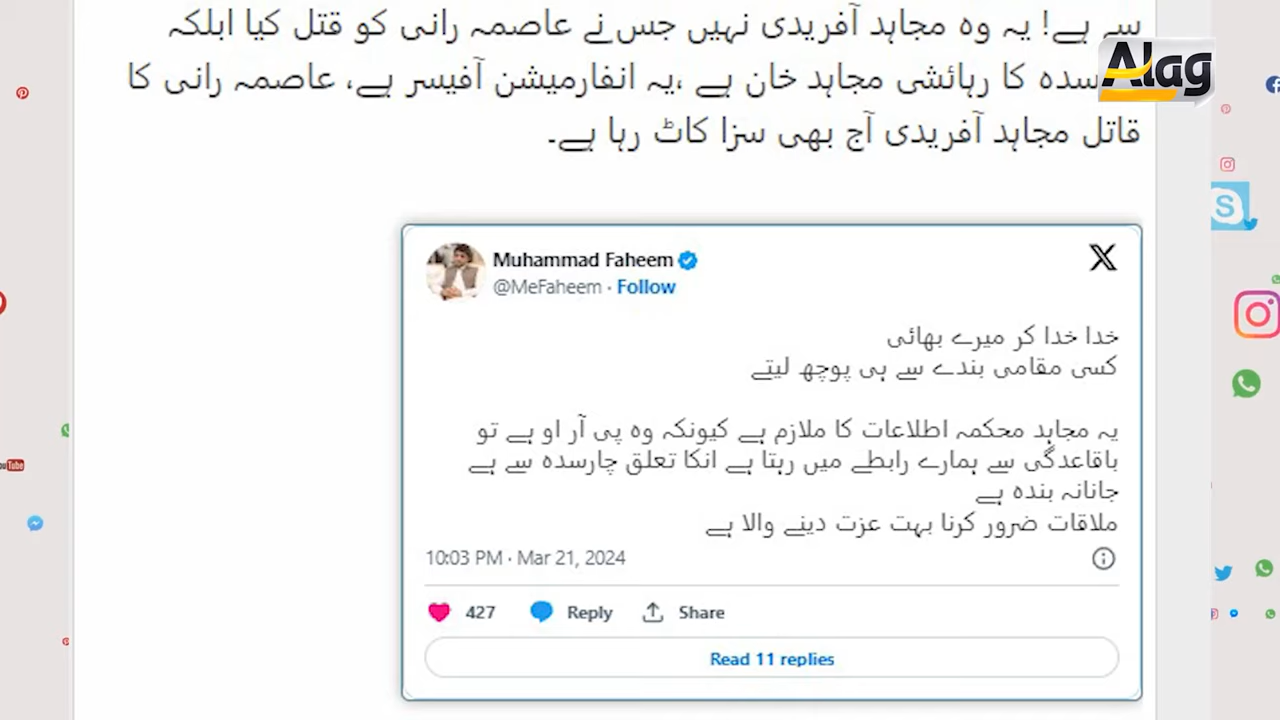 سے ہے! یہ وہ مجاہد آفریدی نہیں جس نے عاصمہ رانی کو قتل کیا ابلکہ
سدہ کا رہائشی مجاہد خان ہے ،یہ انفارمیشن آفیسر ہے، عاصمہ رانی کا
قاتل مجاہد آفریدی آج بھی سزا کاٹ رہا ہے۔
Alag
Muhammad Faheem
@MeFaheem · Follow
خدا خدا کر میرے بھائی
کسی مقامی بندے سے ہی پوچھ لیتے
یہ مجاہد محکمہ اطلاعات کا ملازم ہے کیونکہ وہ پی آر او ہے تو
باقاعدگی سے ہمارے رابطے میں رہتا ہے انکا تعلق چارسدہ سے ہے
جانانہ بندہ ہے
ملاقات ضرور کرنا بہت عزت دینے والا ہے
10:03 PM · Mar 21, 2024
427 Reply Share
Read 11 replies